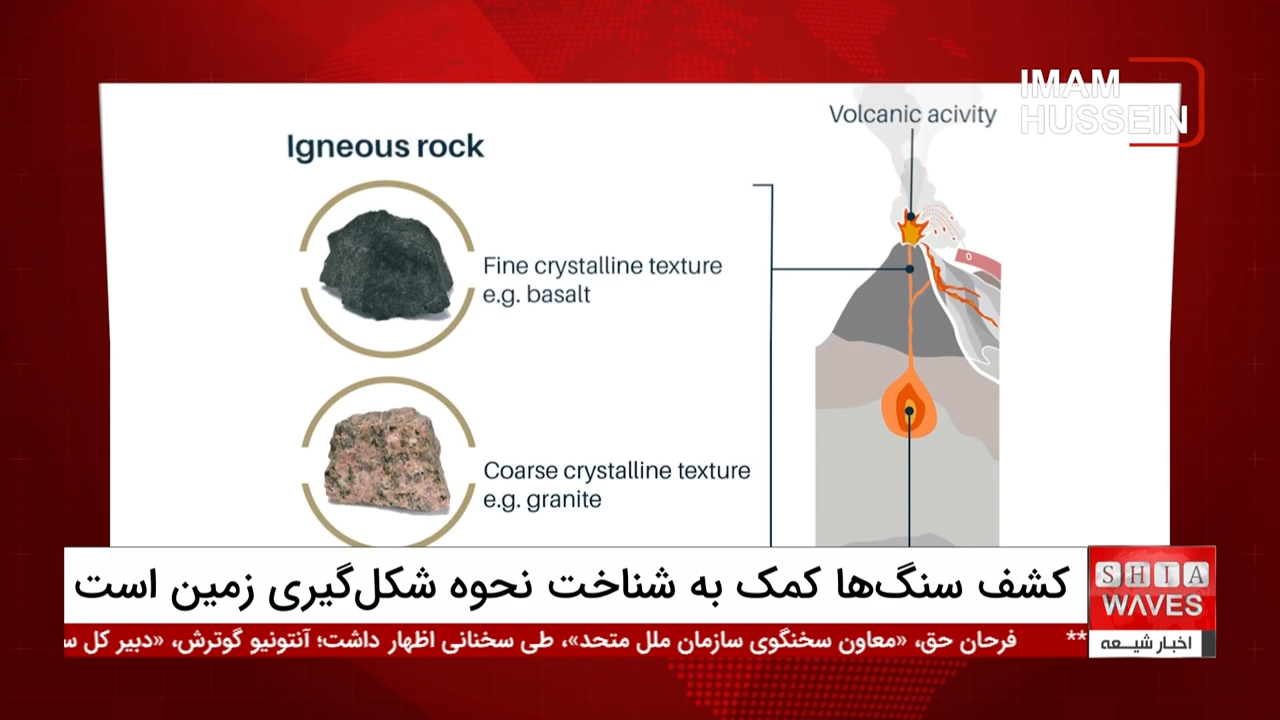 IMAM
HUSSEIN
Volcanic acivity
Igneous rock
Fine crystalline texture
e.g. basalt
Coarse crystalline texture
e.g. granite
کشف سنگ‌ها کمک به شناخت نحوه شکل‌گیری زمین است
SHIA
WAVES
اخبار شیعه
** فرحان حق، «معاون سخنگوی سازمان ملل متحد»، طی سخنانی اظهار داشت؛ آنتونیو گوترش، «دبیر کل